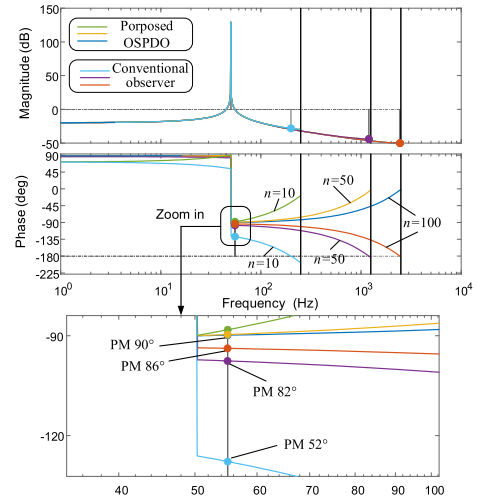 150
100
50
0
-50
Magnitude (dB)
Porposed
OSPDO
Conventional
observer
90
45
0
-45
-90
-135
-180
-225
Phase (deg)
n=10
n=50
n=100
n=10
n=50
Zoom in
10^0
10^1
10^2
10^3
10^4
Frequency (Hz)
-90
-120
PM 90°
PM 86°
PM 82°
PM 52°
40
50
60
70
80
90
100